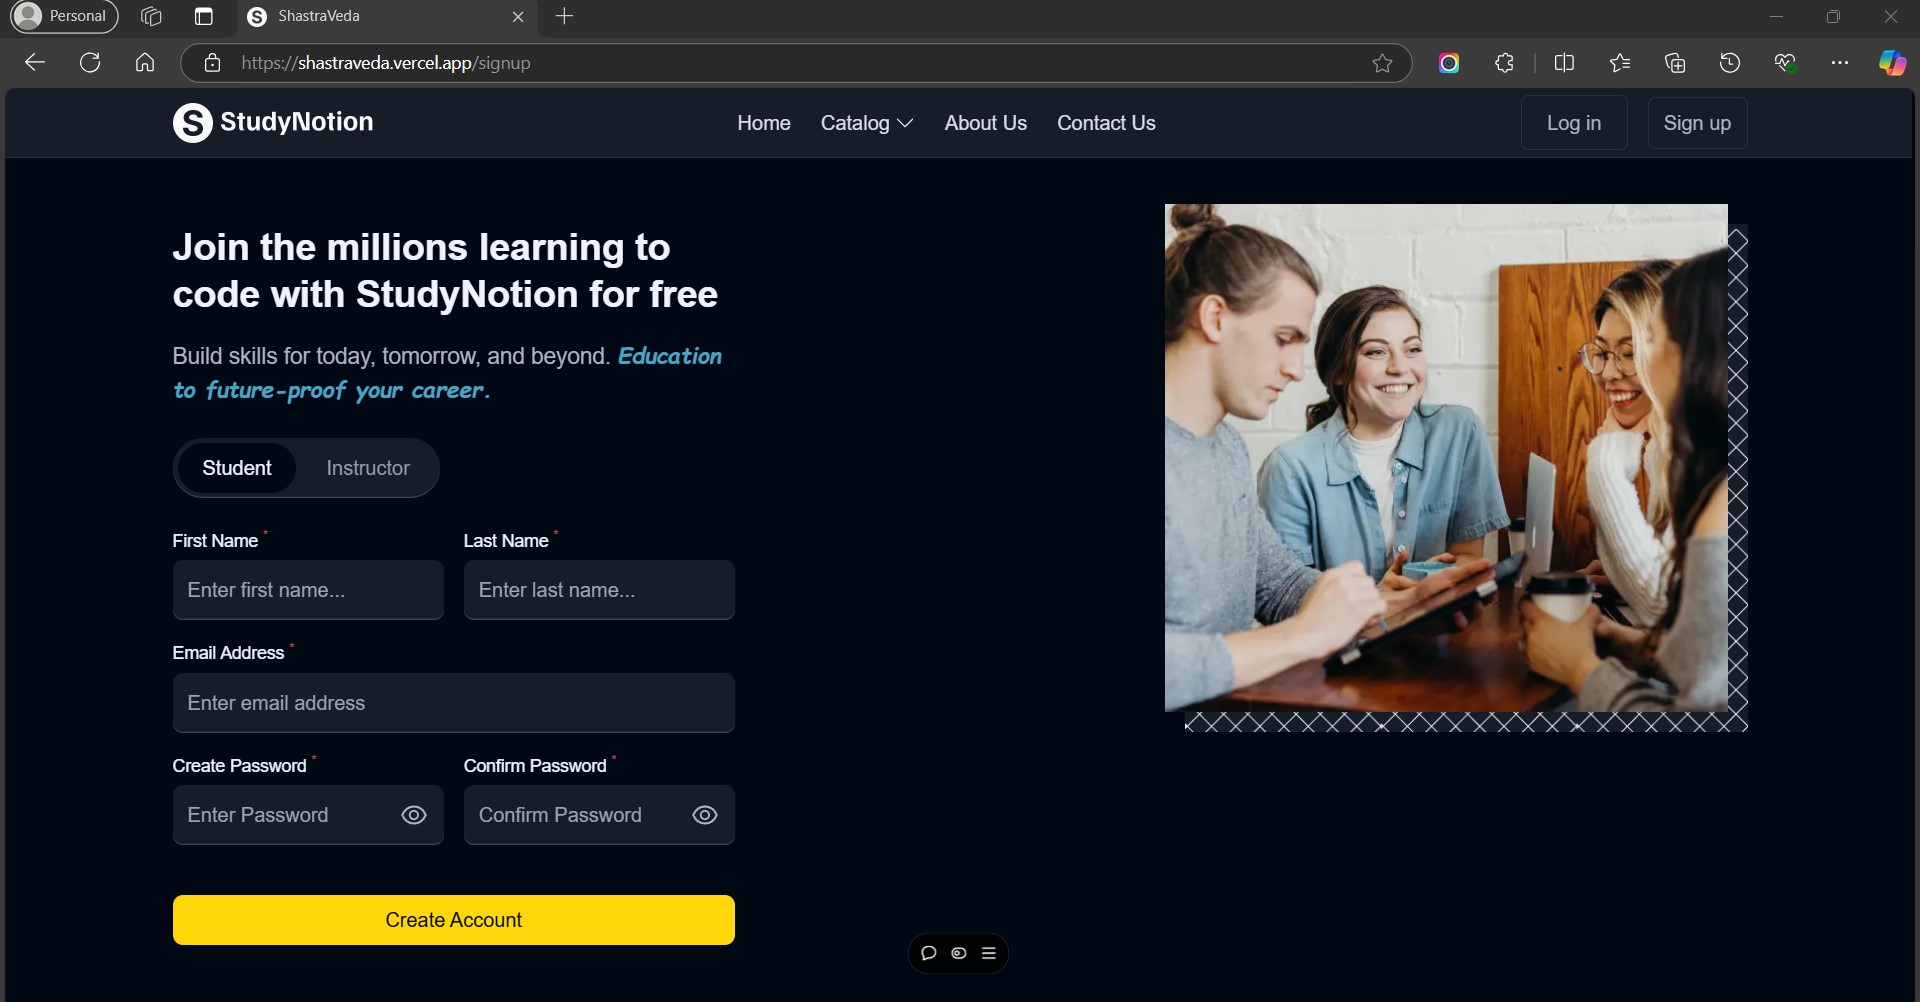 Personal
ShastraVeda
https://shastraveda.vercel.app/signup
S StudyNotion
Home
Catalog
About Us
Contact Us
Log in
Sign up
Join the millions learning to
code with StudyNotion for free
Build skills for today, tomorrow, and beyond. Education
to future-proof your career.
Student
Instructor
First Name *
Last Name *
Enter first name...
Enter last name...
Email Address *
Enter email address
Create Password *
Confirm Password *
Enter Password
Confirm Password
Create Account